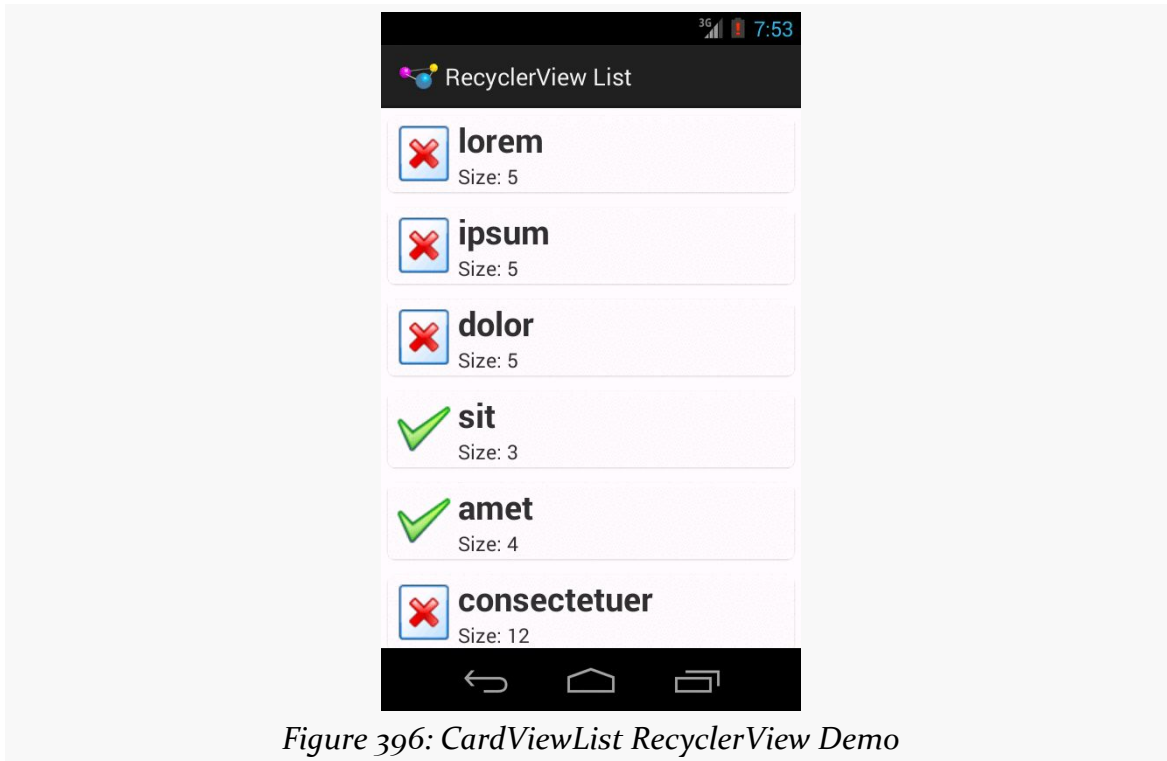 3G 7:53
RecyclerView List
lorem
Size: 5
ipsum
Size: 5
dolor
Size: 5
sit
Size: 3
amet
Size: 4
consectetuer
Size: 12
Figure 396: CardViewList RecyclerView Demo